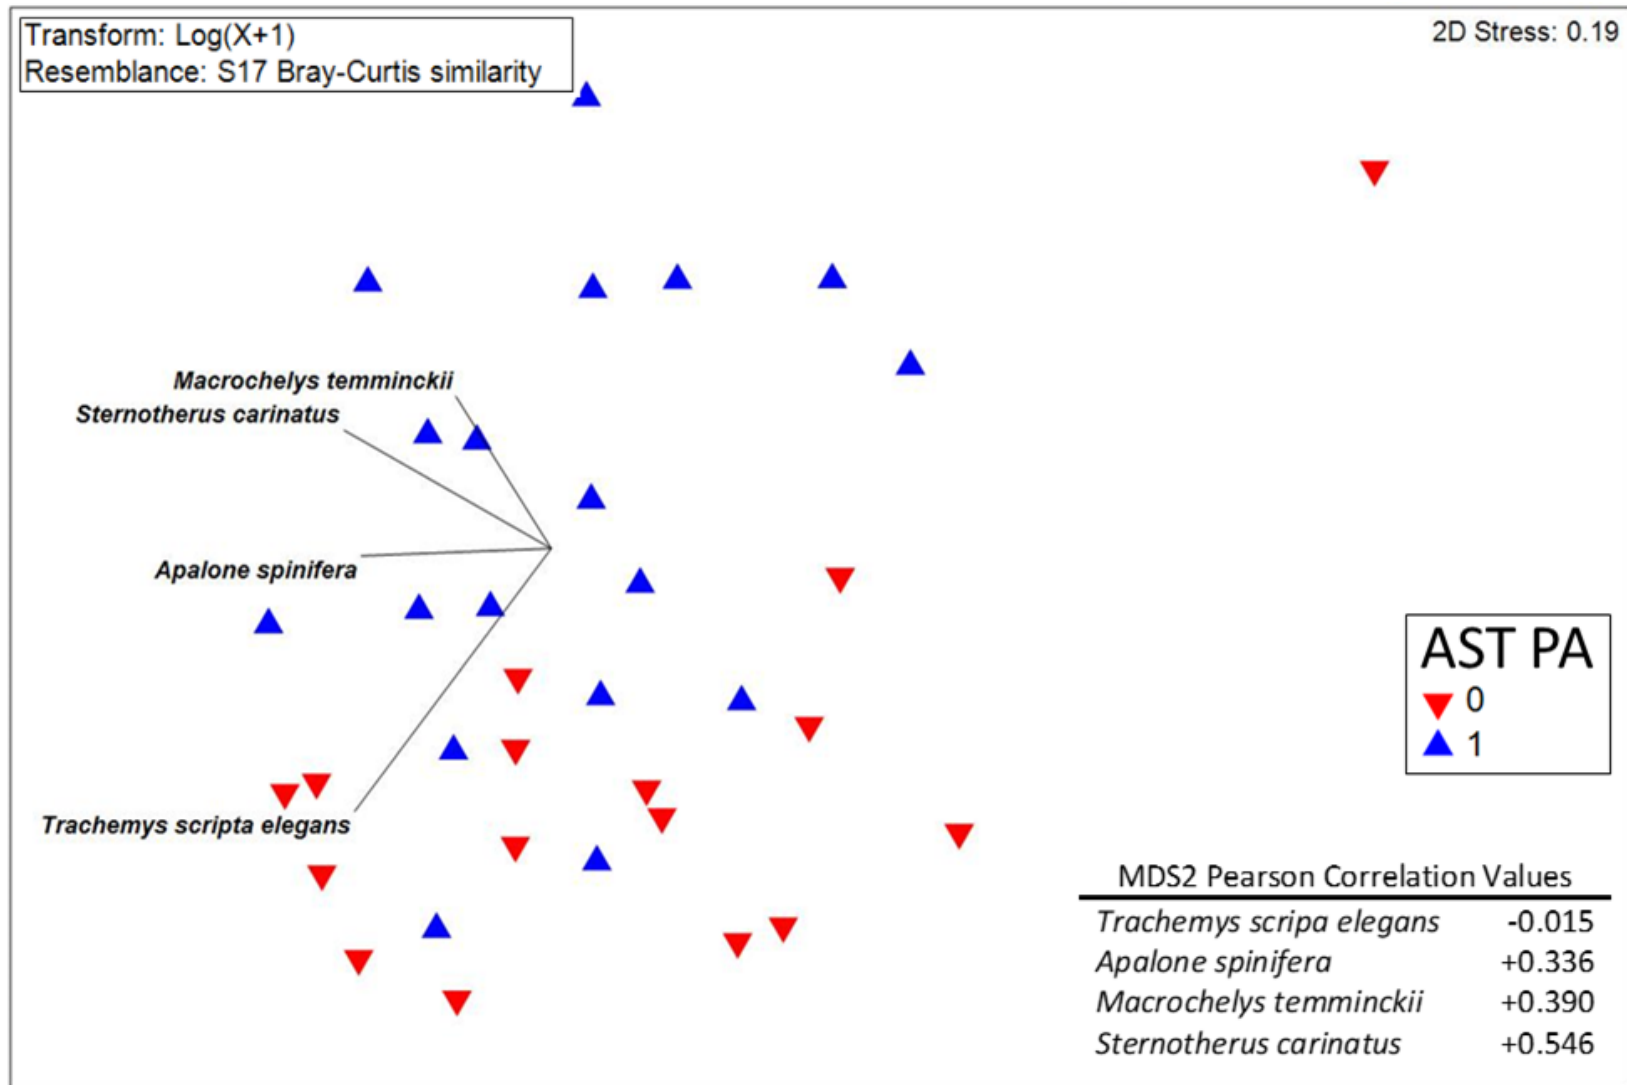 Transform: Log(X+1)
Resemblance: S17 Bray-Curtis similarity
2D Stress: 0.19
Macrochelys temminckii
Sternotherus carinatus
Apalone spinifera
Trachemys scripta elegans
AST PA
0
1
MDS2 Pearson Correlation Values
Trachemys scripa elegans -0.015
Apalone spinifera +0.336
Macrochelys temminckii +0.390
Sternotherus carinatus +0.546